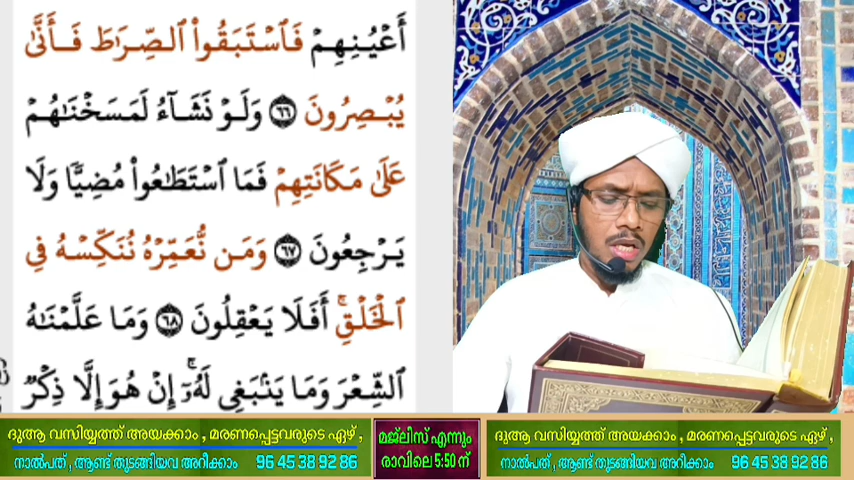 أَعْيُنِهِمْ فَٱسْتَبَقُوا۟ ٱلصِّرَٰطَ فَأَنَّىٰ
يُبْصِرُونَ ٦٦ وَلَوْ نَشَآءُ لَمَسَخْنَٰهُمْ
عَلَىٰ مَكَانَتِهِمْ فَمَا ٱسْتَطَٰعُوا۟ مُضِيًّا وَلَا
يَرْجِعُونَ ٦٧ وَمَن نُّعَمِّرْهُ نُنَكِّسْهُ فِى
ٱلْخَلْقِ ۖ أَفَلَا يَعْقِلُونَ ٦٨ وَمَا عَلَّمْنَٰهُ
ٱلشِّعْرَ وَمَا يَنۢبَغِى لَهُۥٓ ۚ إِنْ هُوَ إِلَّا ذِكْرٌ
ദുആ വസിയ്യത്ത് അയക്കാം , മരണപ്പെട്ടവരുടെ ഏഴ് ,
നാൽപത് , ആണ്ട് തുടങ്ങിയവ അറീക്കാം 96 45 38 92 86
മജ്‌ലിസ് എന്നും
രാവിലെ 5:50 ന്
ദുആ വസിയ്യത്ത് അയക്കാം , മരണപ്പെട്ടവരുടെ ഏഴ് ,
നാൽപത് , ആണ്ട് തുടങ്ങിയവ അറീക്കാം 96 45 38 92 86